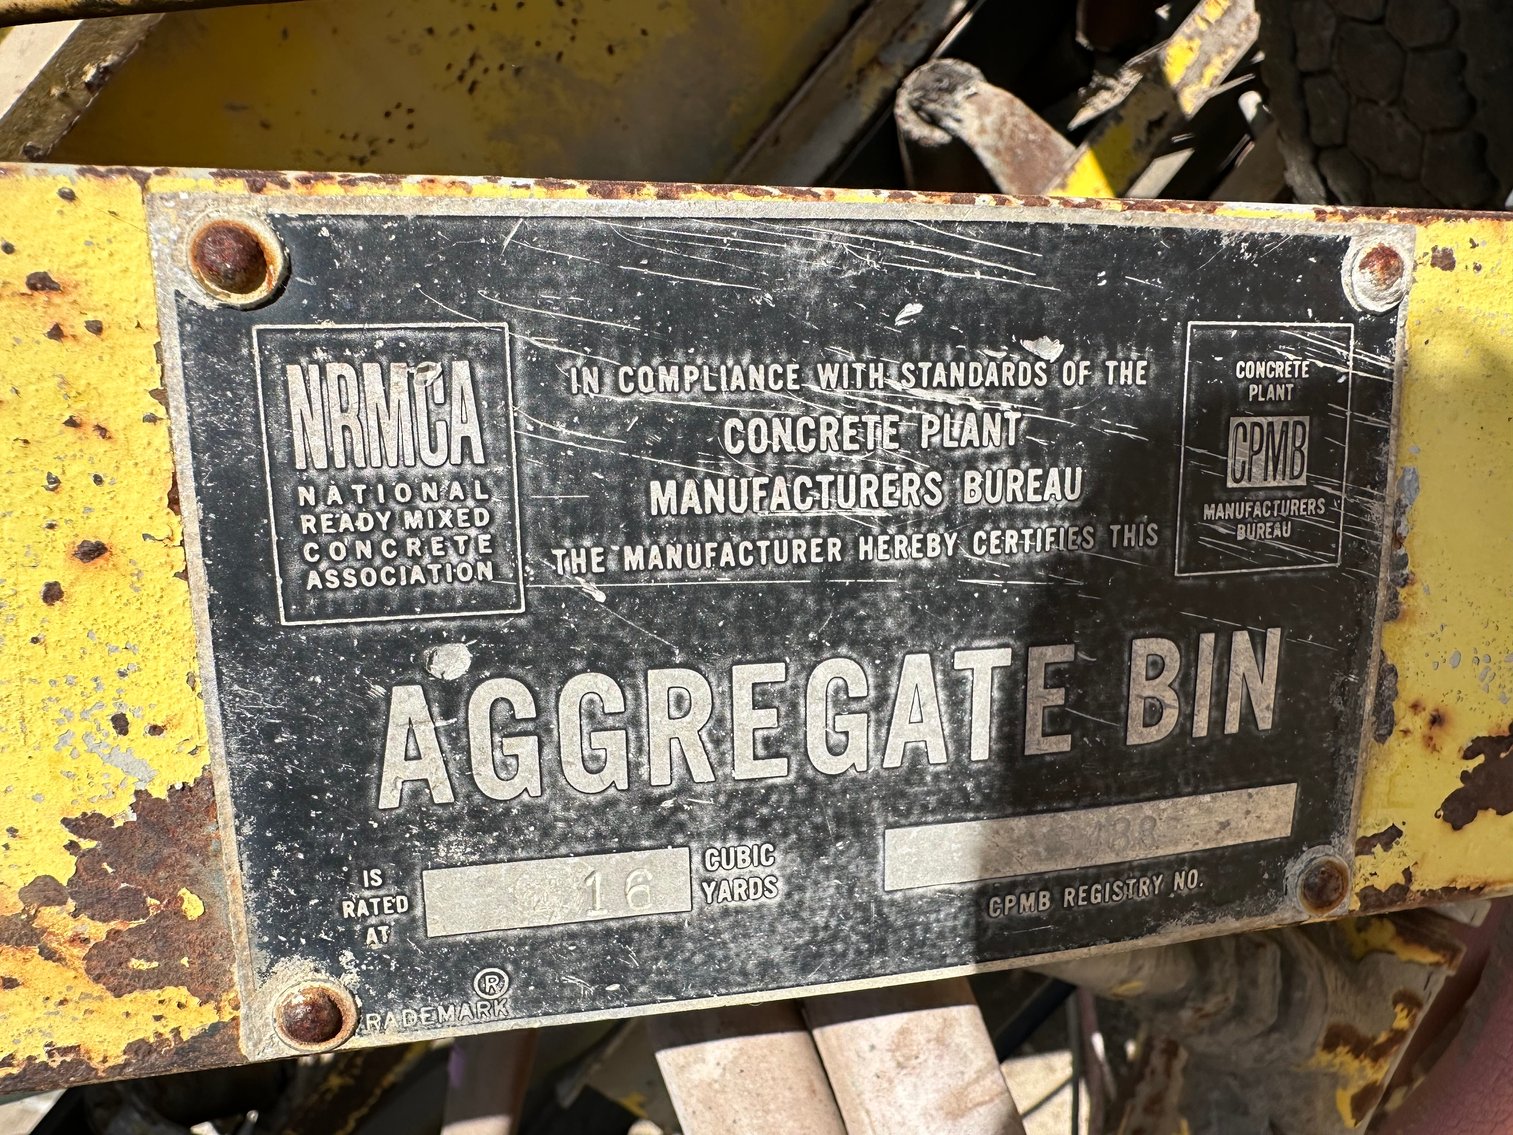 NRMCA
NATIONAL
READY MIXED
CONCRETE
ASSOCIATION
IN COMPLIANCE WITH STANDARDS OF THE
CONCRETE PLANT
MANUFACTURERS BUREAU
THE MANUFACTURER HEREBY CERTIFIES THIS
CONCRETE
PLANT
CPMB
MANUFACTURERS
BUREAU
AGGREGATE BIN
IS
RATED
AT
16
CUBIC
YARDS
CPMB REGISTRY NO.
®
TRADEMARK